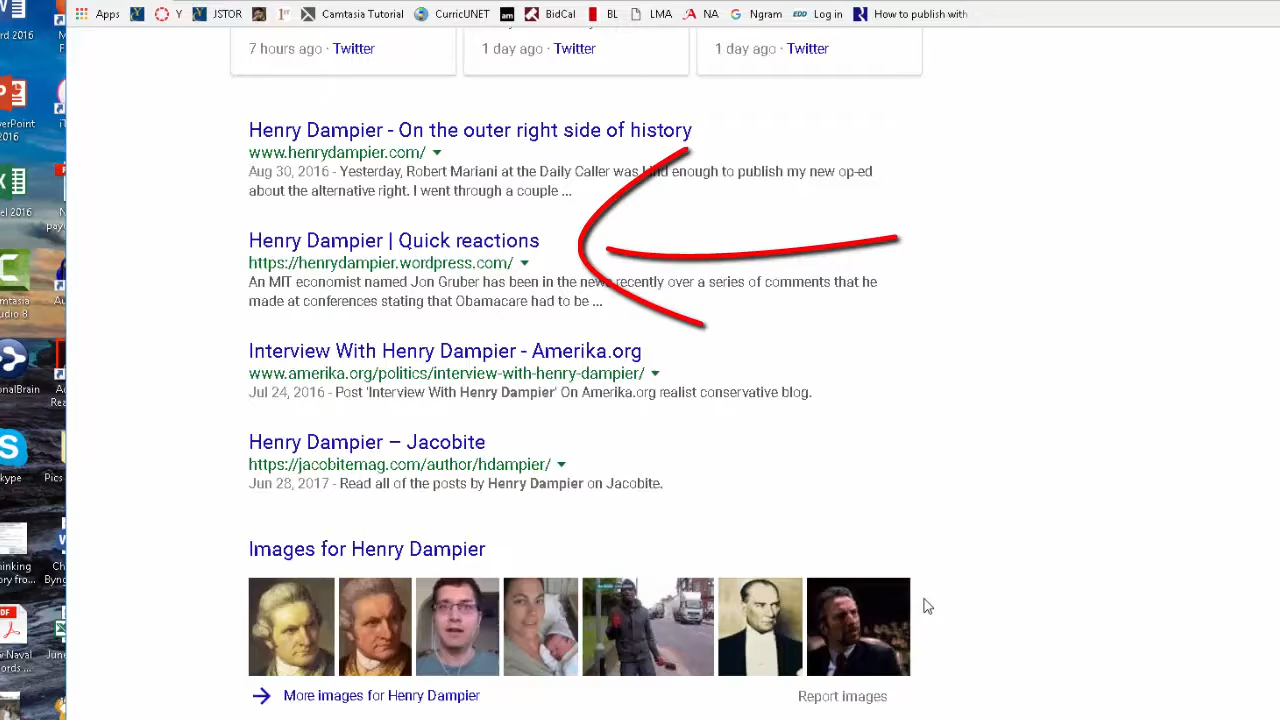 Apps
Y
JSTOR
1st
Camtasia Tutorial
CurricUNET
am
BidCal
BL
LMA
NA
Ngram
EDD Log in
How to publish with
2016
7 hours ago · Twitter
1 day ago · Twitter
1 day ago · Twitter
2016
Henry Dampier - On the outer right side of history
www.henrydampier.com/
Aug 30, 2016 - Yesterday, Robert Mariani at the Daily Caller was kind enough to publish my new op-ed
about the alternative right. I went through a couple ...
2016
Henry Dampier | Quick reactions
https://henrydampier.wordpress.com/
An MIT economist named Jon Gruber has been in the news recently over a series of comments that he
made at conferences stating that Obamacare had to be ...
Interview With Henry Dampier - Amerika.org
www.amerika.org/politics/interview-with-henry-dampier/
Jul 24, 2016 - Post 'Interview With Henry Dampier' On Amerika.org realist conservative blog.
Henry Dampier – Jacobite
https://jacobitemag.com/author/hdampier/
Jun 28, 2017 - Read all of the posts by Henry Dampier on Jacobite.
Pics
Images for Henry Dampier
PDF
More images for Henry Dampier
Report images